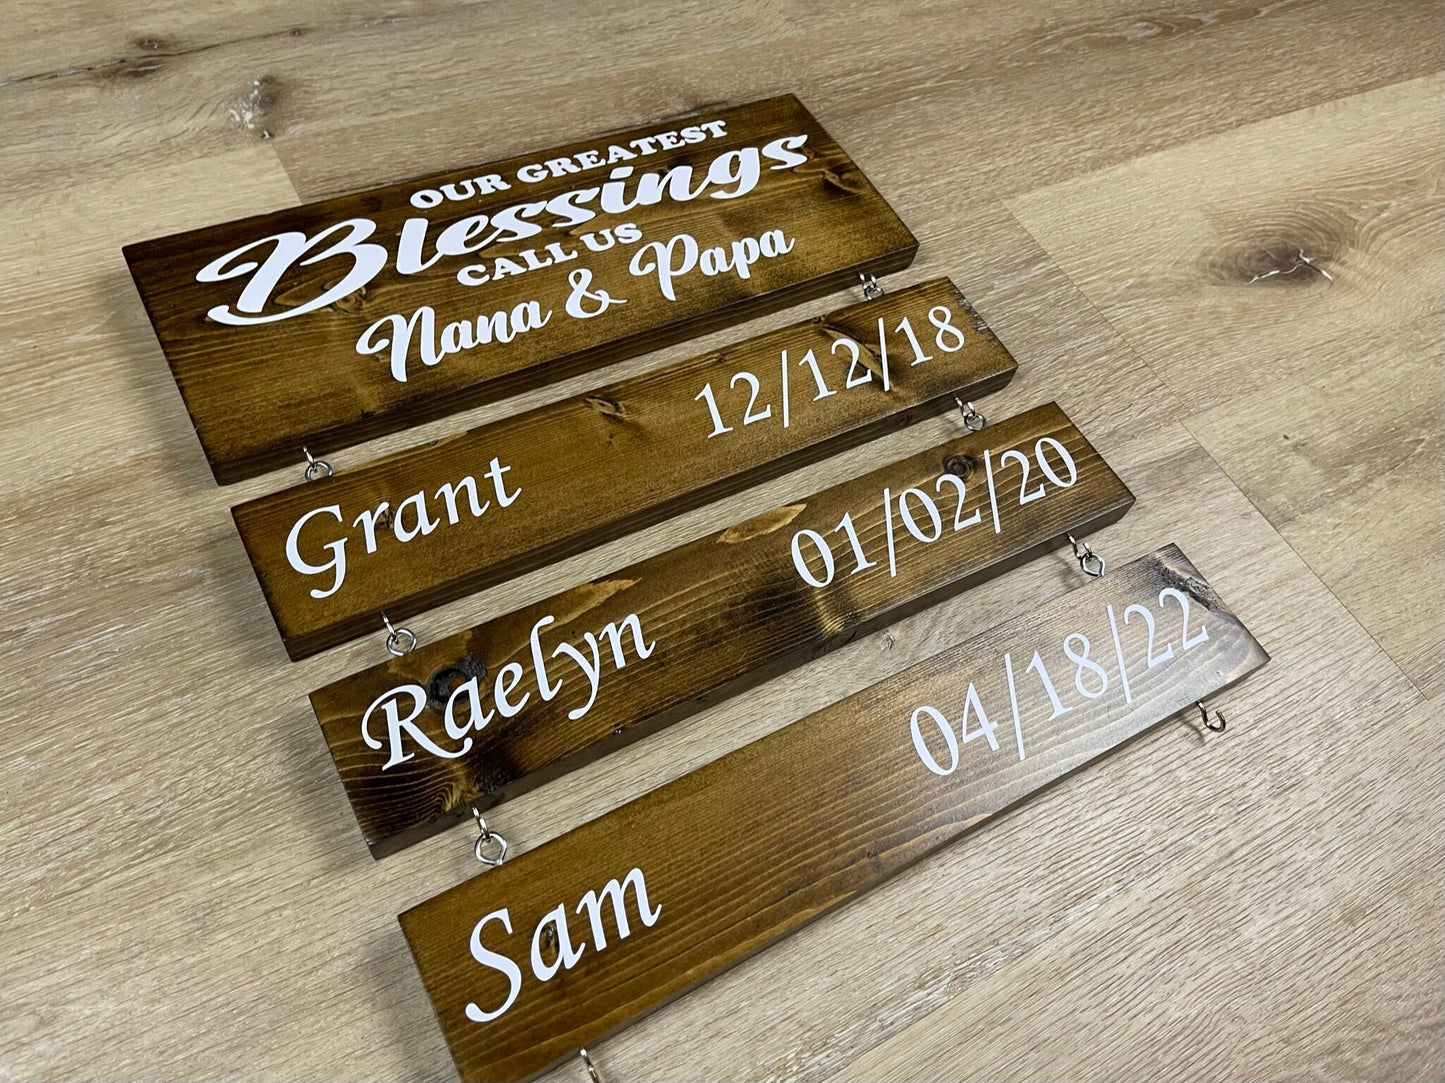 OUR GREATEST
Blessings
CALL US
Nana & Papa
Grant 12/12/18
Raelyn 01/02/20
Sam 04/18/22